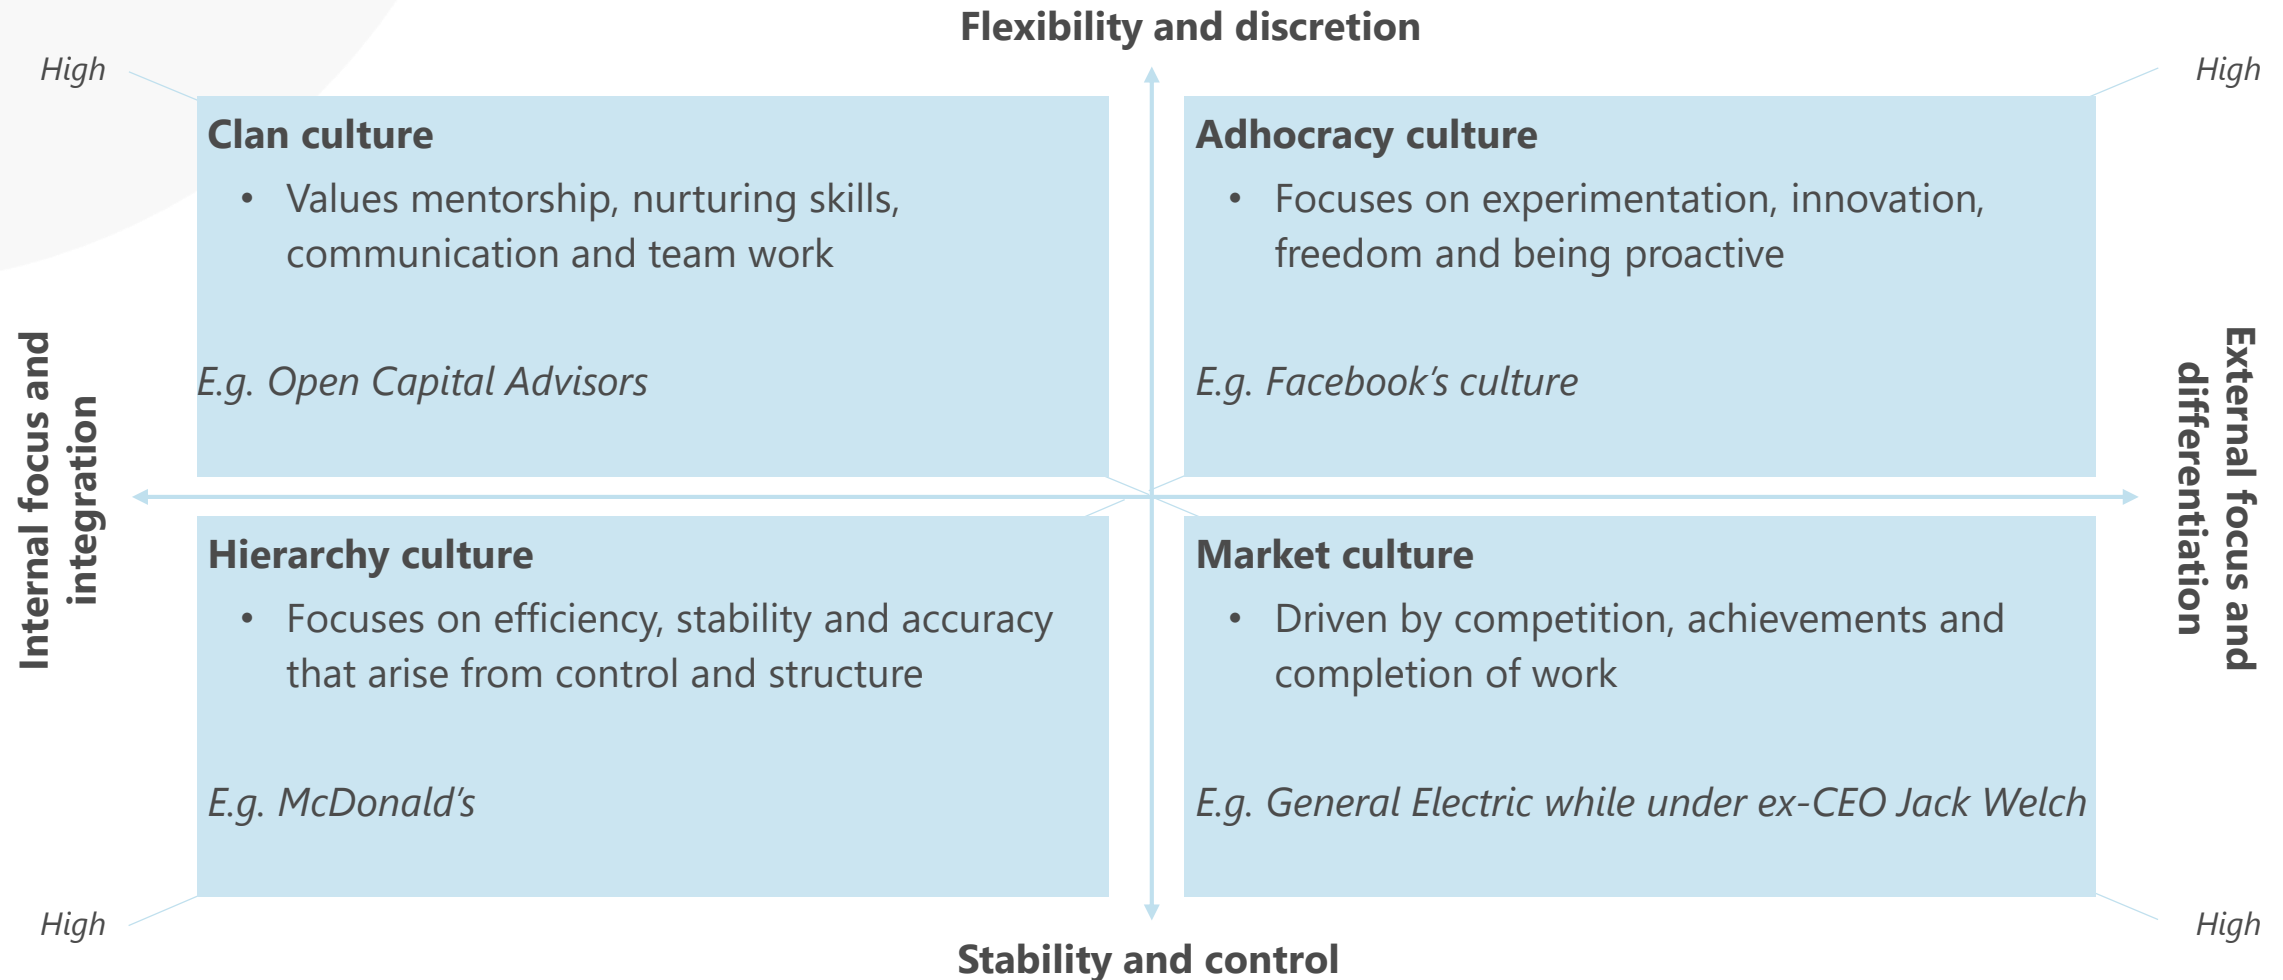 Flexibility and discretion
High
High
Clan culture
• Values mentorship, nurturing skills,
communication and team work
E.g. Open Capital Advisors
Adhocracy culture
• Focuses on experimentation, innovation,
freedom and being proactive
E.g. Facebook’s culture
Internal focus and
integration
External focus and
differentiation
Hierarchy culture
• Focuses on efficiency, stability and accuracy
that arise from control and structure
E.g. McDonald’s
Market culture
• Driven by competition, achievements and
completion of work
E.g. General Electric while under ex-CEO Jack Welch
High
High
Stability and control